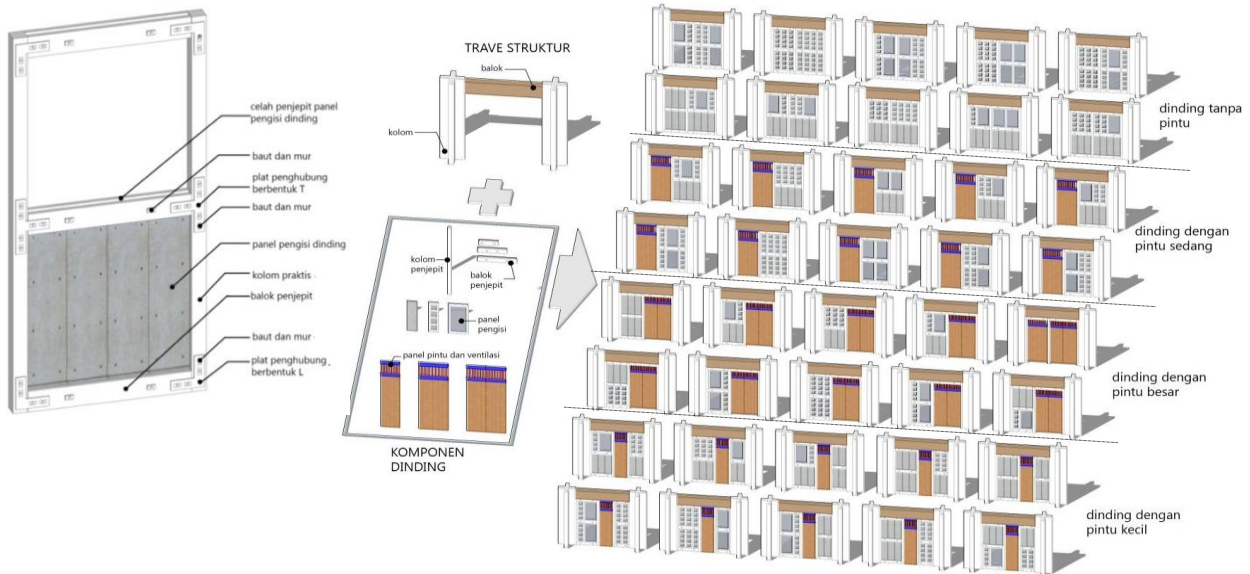 celah penjepit panel
pengisi dinding
baut dan mur
plat penghubung
berbentuk T
baut dan mur
panel pengisi dinding
kolom praktis
balok penjepit
baut dan mur
plat penghubung
berbentuk L
TRAVE STRUKTUR
balok
kolom
kolom
penjepit
balok
penjepit
panel
pengisi
panel pintu dan ventilasi
KOMPONEN
DINDING
dinding tanpa
pintu
dinding dengan
pintu sedang
dinding dengan
pintu besar
dinding dengan
pintu kecil